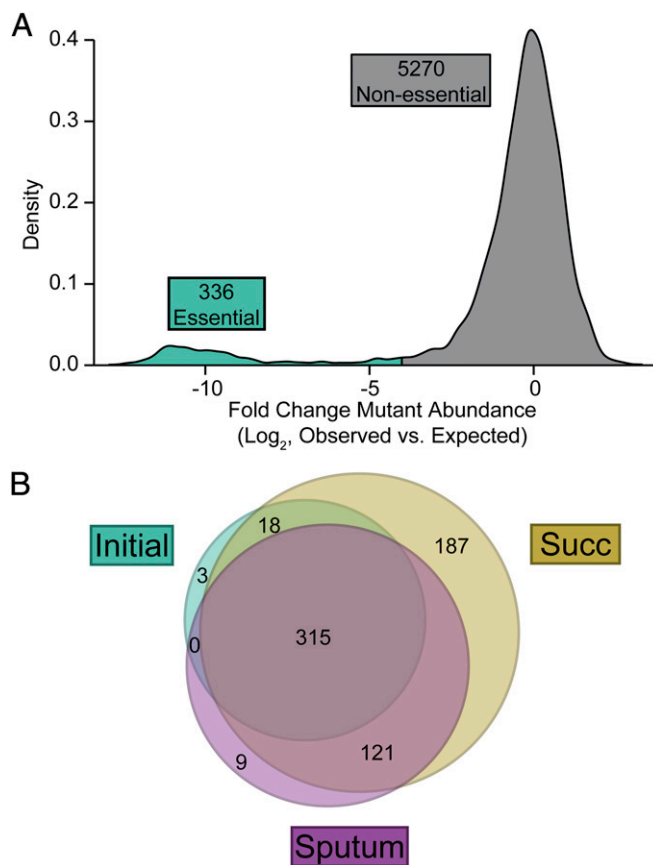 A
0.4
0.3
0.2
0.1
0.0
Density
5270
Non-essential
336
Essential
-10
-5
0
Fold Change Mutant Abundance
(Log₂, Observed vs. Expected)
B
Initial
Succ
18
187
3
0
315
9
121
Sputum